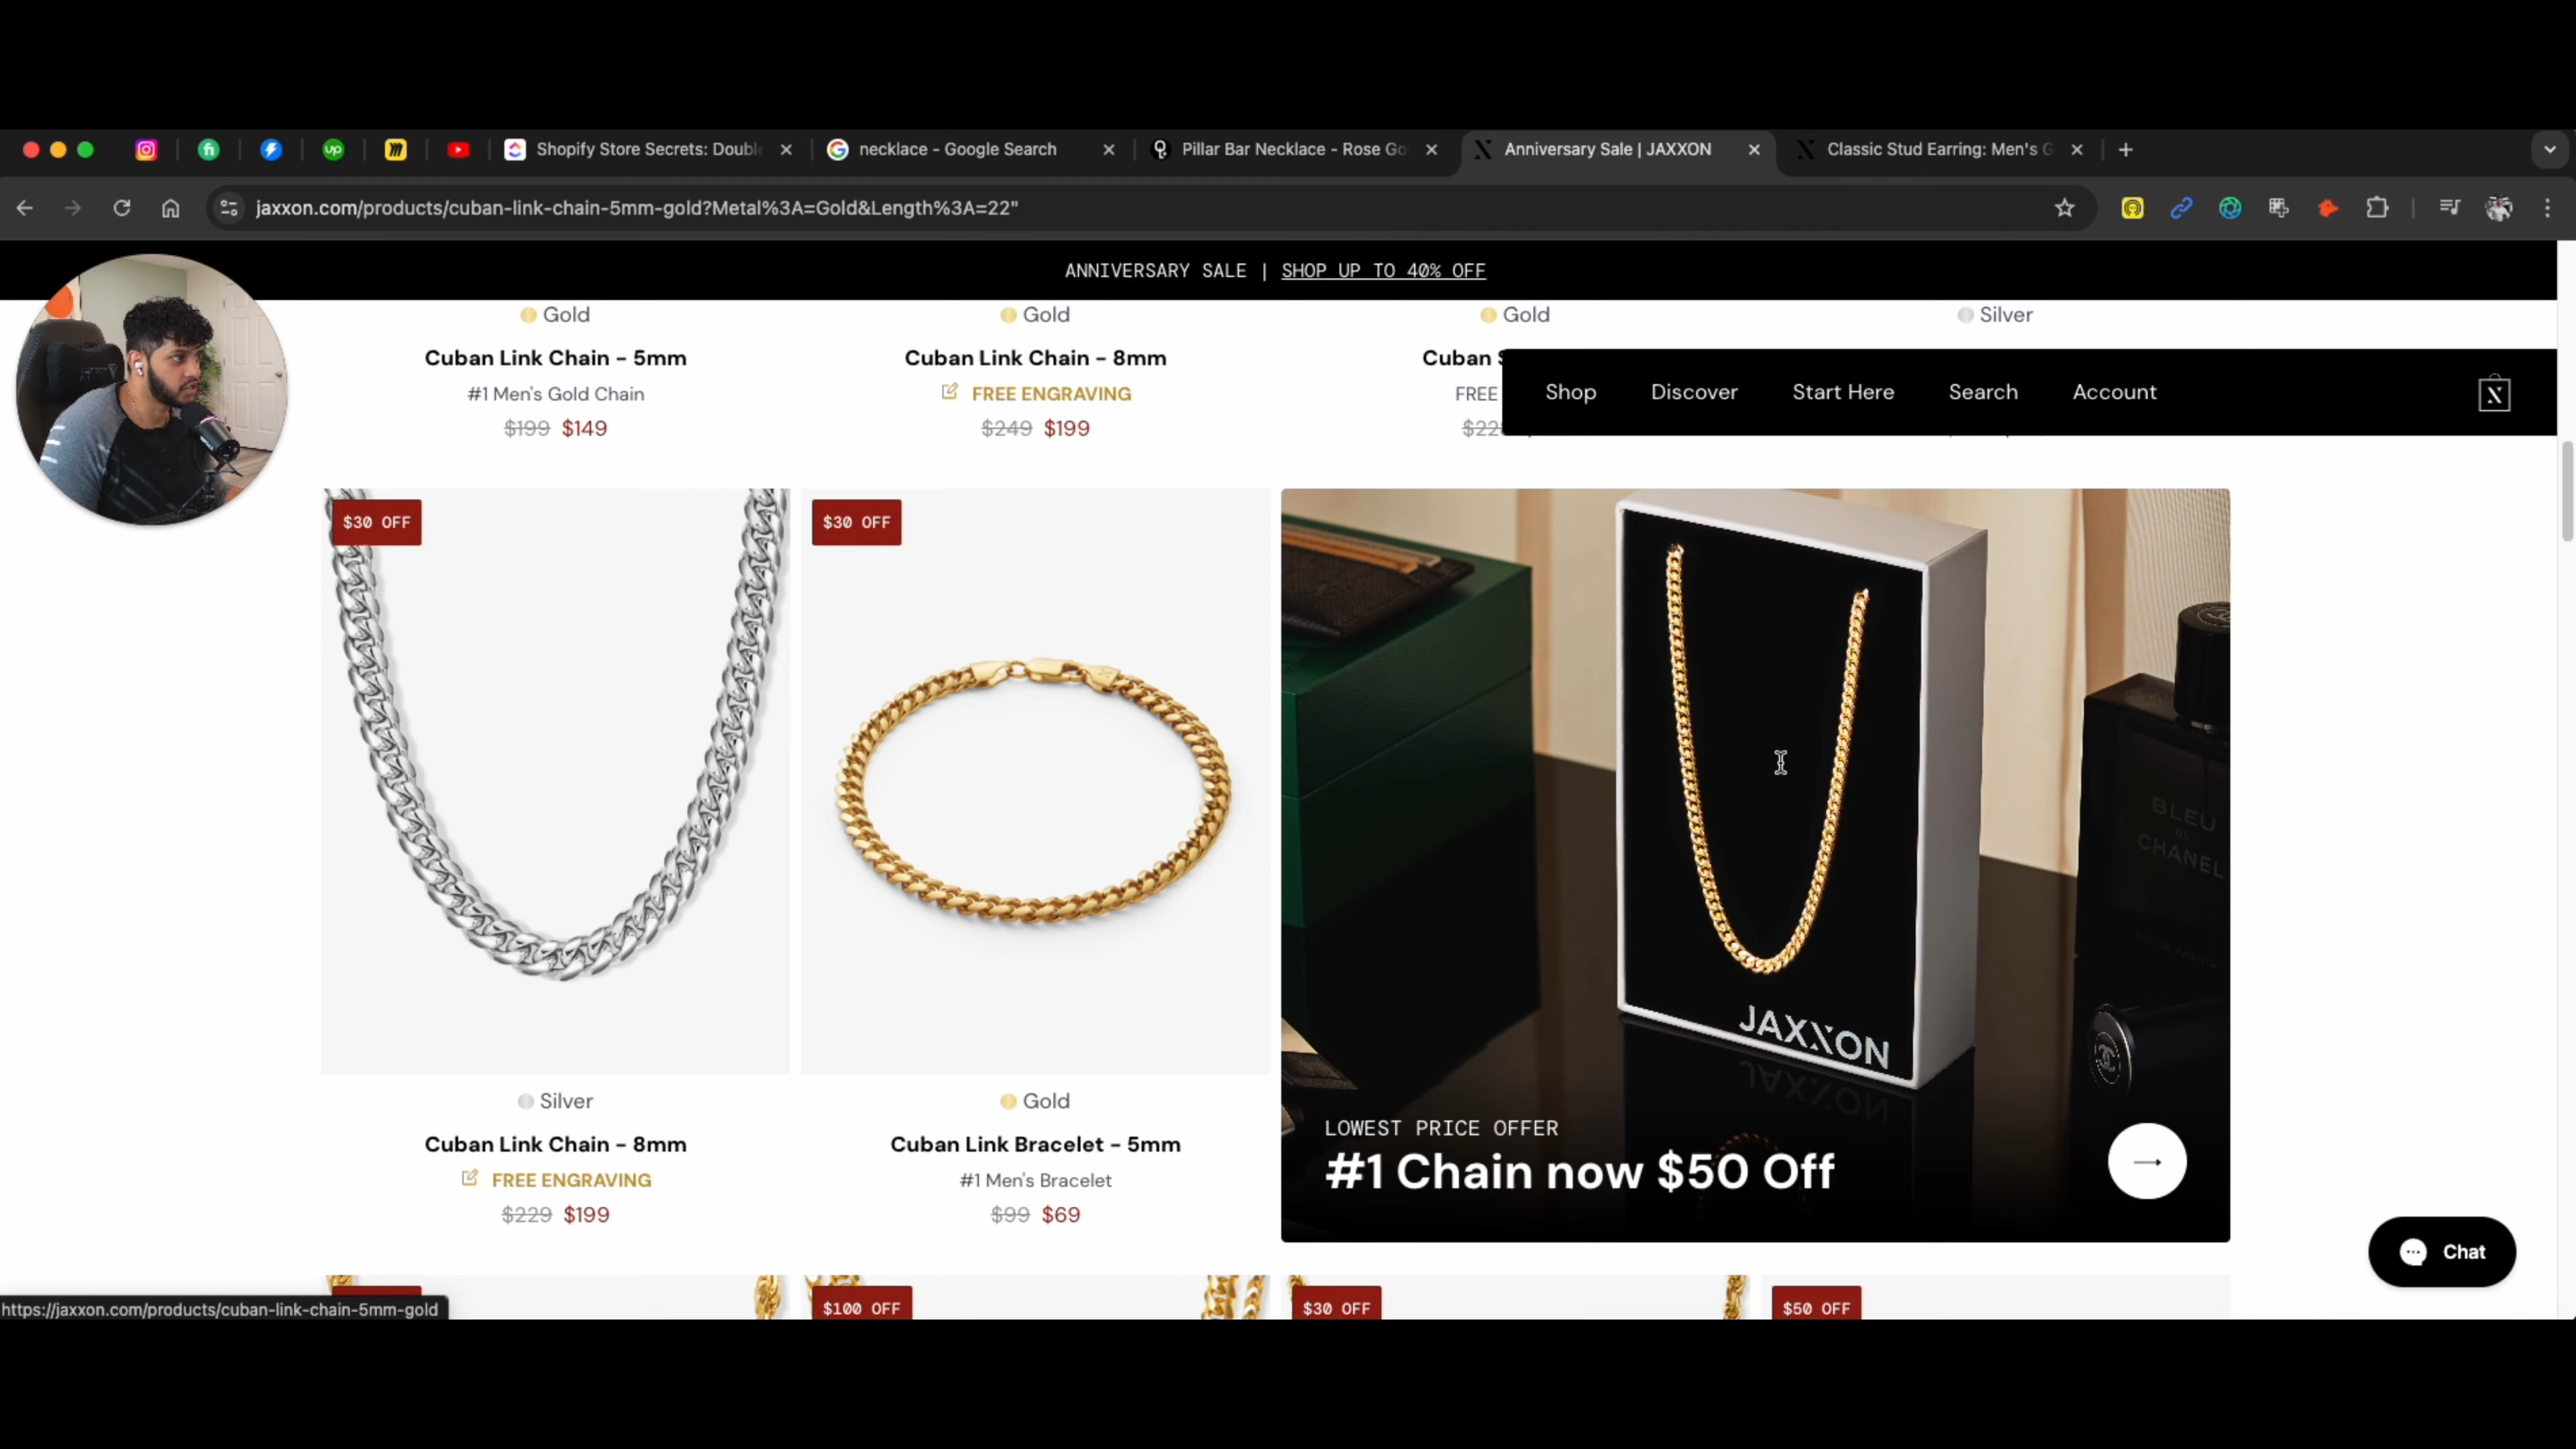 Shopify Store Secrets: Doubl
necklace - Google Search
Pillar Bar Necklace - Rose Go
Anniversary Sale | JAXXON
Classic Stud Earring: Men's G
jaxxon.com/products/cuban-link-chain-5mm-gold?Metal%3A=Gold&Length%3A=22"
ANNIVERSARY SALE | SHOP UP TO 40% OFF
Gold
Gold
Gold
Silver
Cuban Link Chain - 5mm
Cuban Link Chain - 8mm
Cuban
#1 Men's Gold Chain
FREE ENGRAVING
FREE
$199 $149
$249 $199
Shop
Discover
Start Here
Search
Account
$30 OFF
$30 OFF
BLEU
DE
CHANEL
JAXXON
Silver
Gold
Cuban Link Chain - 8mm
Cuban Link Bracelet - 5mm
FREE ENGRAVING
#1 Men's Bracelet
$229 $199
$99 $69
LOWEST PRICE OFFER
#1 Chain now $50 Off
Chat
https://jaxxon.com/products/cuban-link-chain-5mm-gold
$100 OFF
$30 OFF
$50 OFF